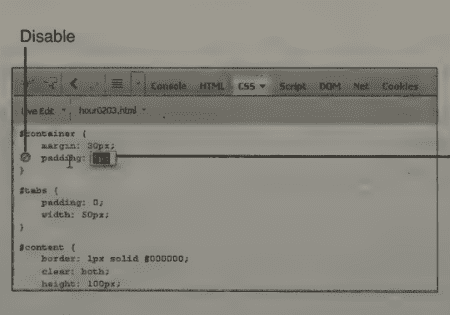 Disable
Console HTML CSS Script DOM Net Cookies
Live Edit hour0203.html
#container {
margin: 30px;
padding:
}
#tabs {
padding: 0;
width: 50px;
}
#content {
border: 1px solid #000000;
clear: both;
height: 100px;